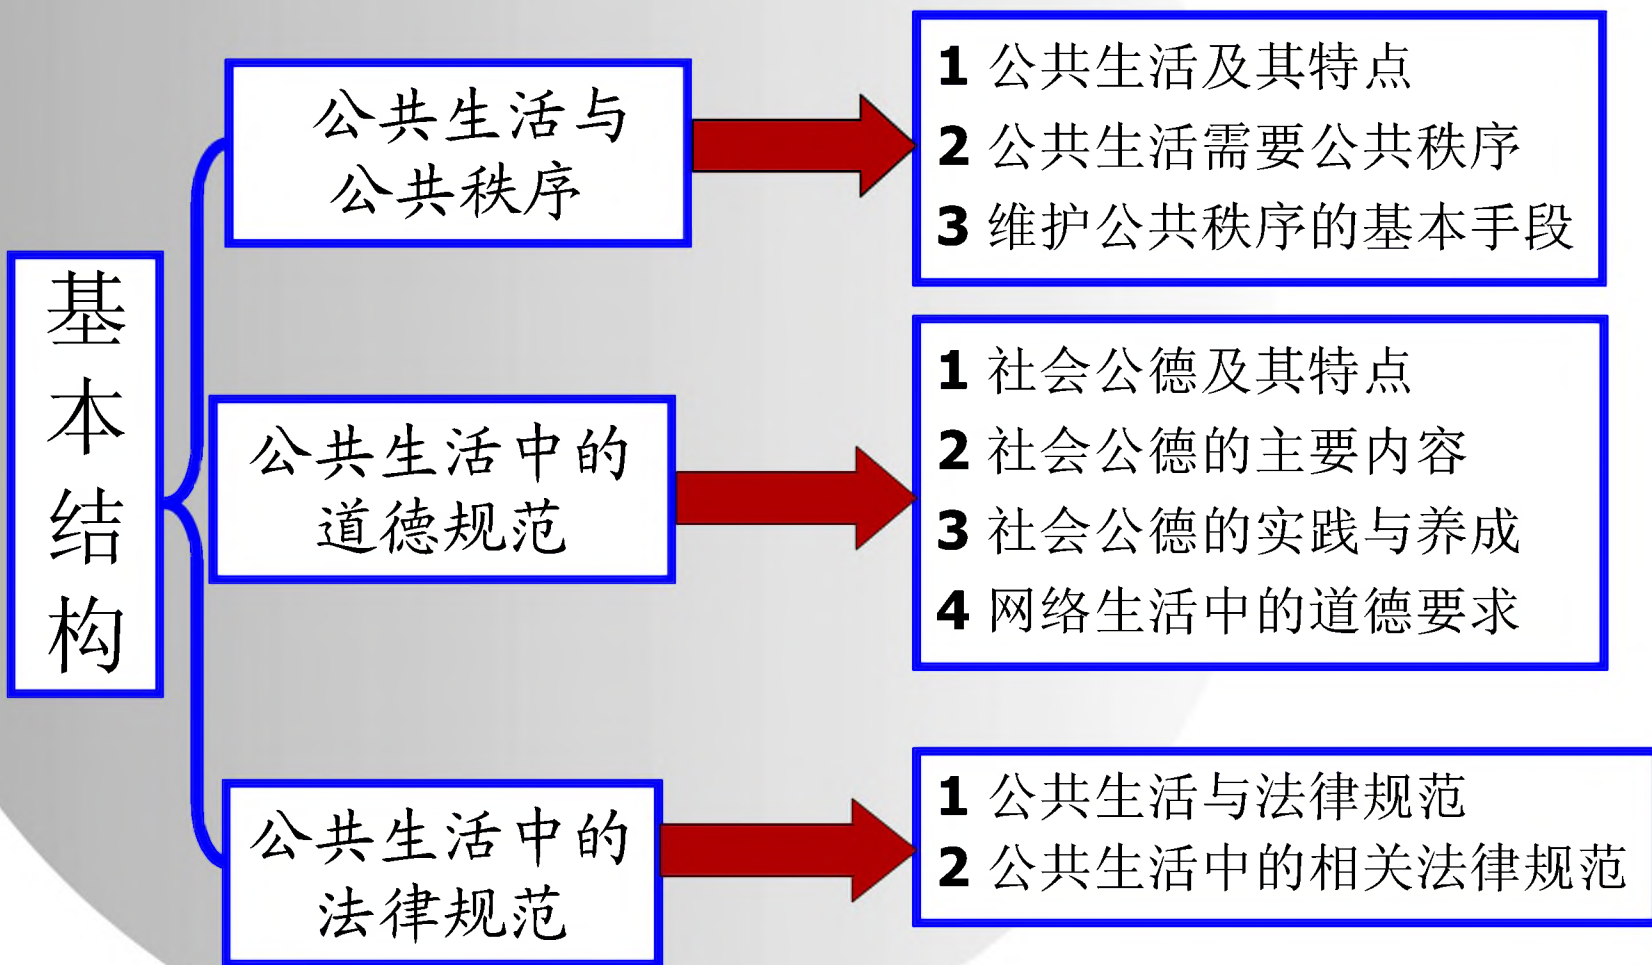 基
本
结
构
公共生活与
公共秩序
1 公共生活及其特点
2 公共生活需要公共秩序
3 维护公共秩序的基本手段
公共生活中的
道德规范
1 社会公德及其特点
2 社会公德的主要内容
3 社会公德的实践与养成
4 网络生活中的道德要求
公共生活中的
法律规范
1 公共生活与法律规范
2 公共生活中的相关法律规范